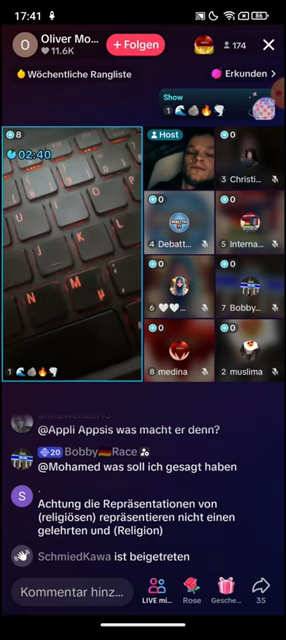 17:41
86
O
Oliver Mo...
11.6K
+ Folgen
174
Wöchentliche Rangliste
Erkunden >
Show
1 🌊🪨🔥🌪️
8
02:40
U I O P
H J K L
N M µ
1 🌊🪨🔥🌪️
Host
0
3 Christi...
0
4 Debatt...
0
5 Interna...
0
6 🤍🤍...
0
7 Bobby...
0
8 medina
0
2 muslima
@Appli Appsis was macht er denn?
20 Bobby🇩🇪Race
@Mohamed was soll ich gesagt haben
S
.
Achtung die Repräsentationen von
(religiösen) repräsentieren nicht einen
gelehrten und (Religion)
SchmiedKawa ist beigetreten
Kommentar hinz...
LIVE mi...
Rose
Gesche...
35